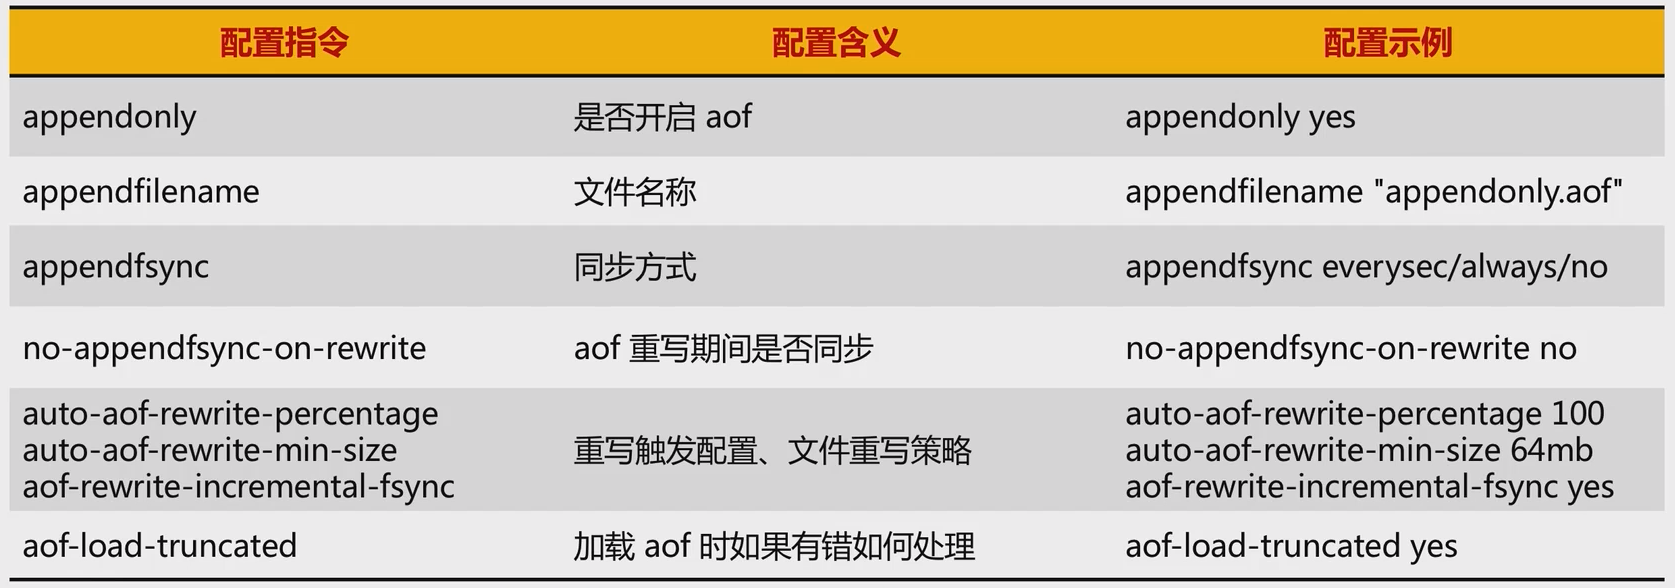 配置指令 配置含义 配置示例
appendonly 是否开启 aof appendonly yes
appendfilename 文件名称 appendfilename "appendonly.aof"
appendfsync 同步方式 appendfsync everysec/always/no
no-appendfsync-on-rewrite aof 重写期间是否同步 no-appendfsync-on-rewrite no
auto-aof-rewrite-percentage
auto-aof-rewrite-min-size
aof-rewrite-incremental-fsync
重写触发配置、文件重写策略
auto-aof-rewrite-percentage 100
auto-aof-rewrite-min-size 64mb
aof-rewrite-incremental-fsync yes
aof-load-truncated 加载 aof 时如果有错如何处理 aof-load-truncated yes